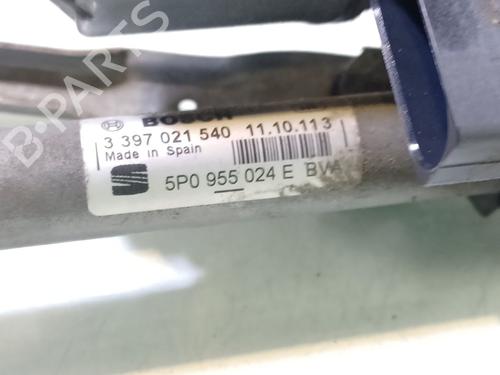 BOSCH
3 397 021 540 11.10.113
Made in Spain
5P0 955 024 E BVA
B-PARTS